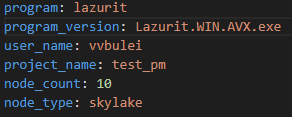 program: lazurit
program_version: Lazurit.WIN.AVX.exe
user_name: vvbulei
project_name: test_pm
node_count: 10
node_type: skylake